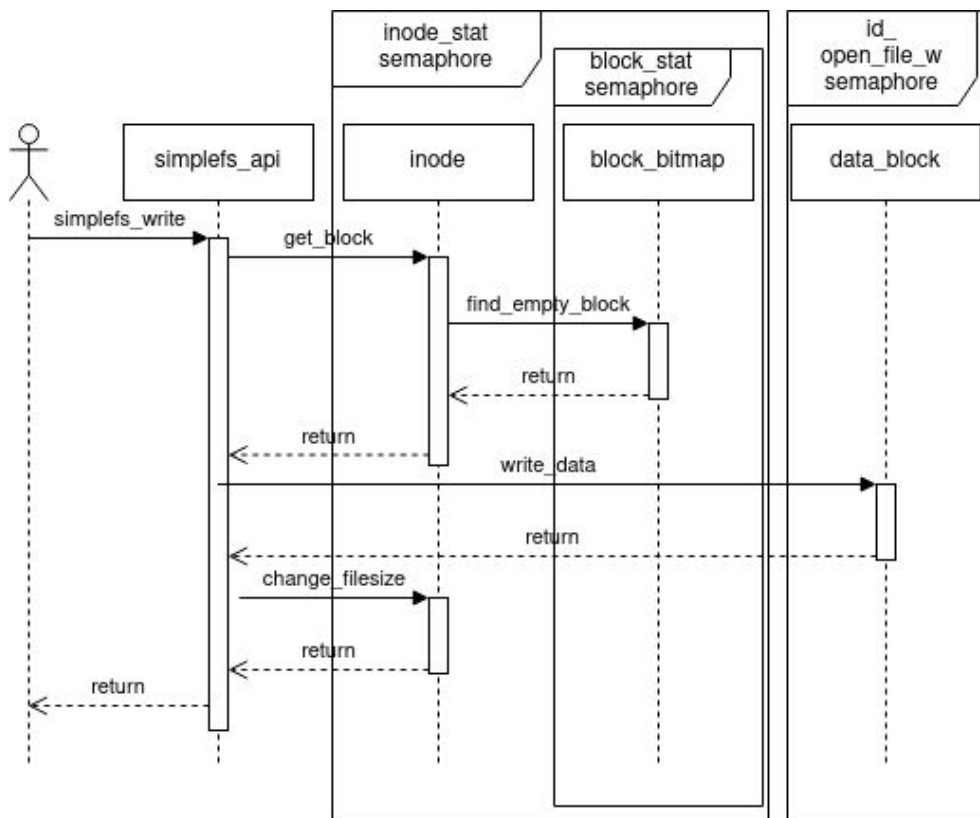 inode_stat
semaphore
block_stat
semaphore
id_
open_file_w
semaphore
simplefs_api
inode
block_bitmap
data_block
simplefs_write
get_block
find_empty_block
return
return
write_data
return
change_filesize
return
return